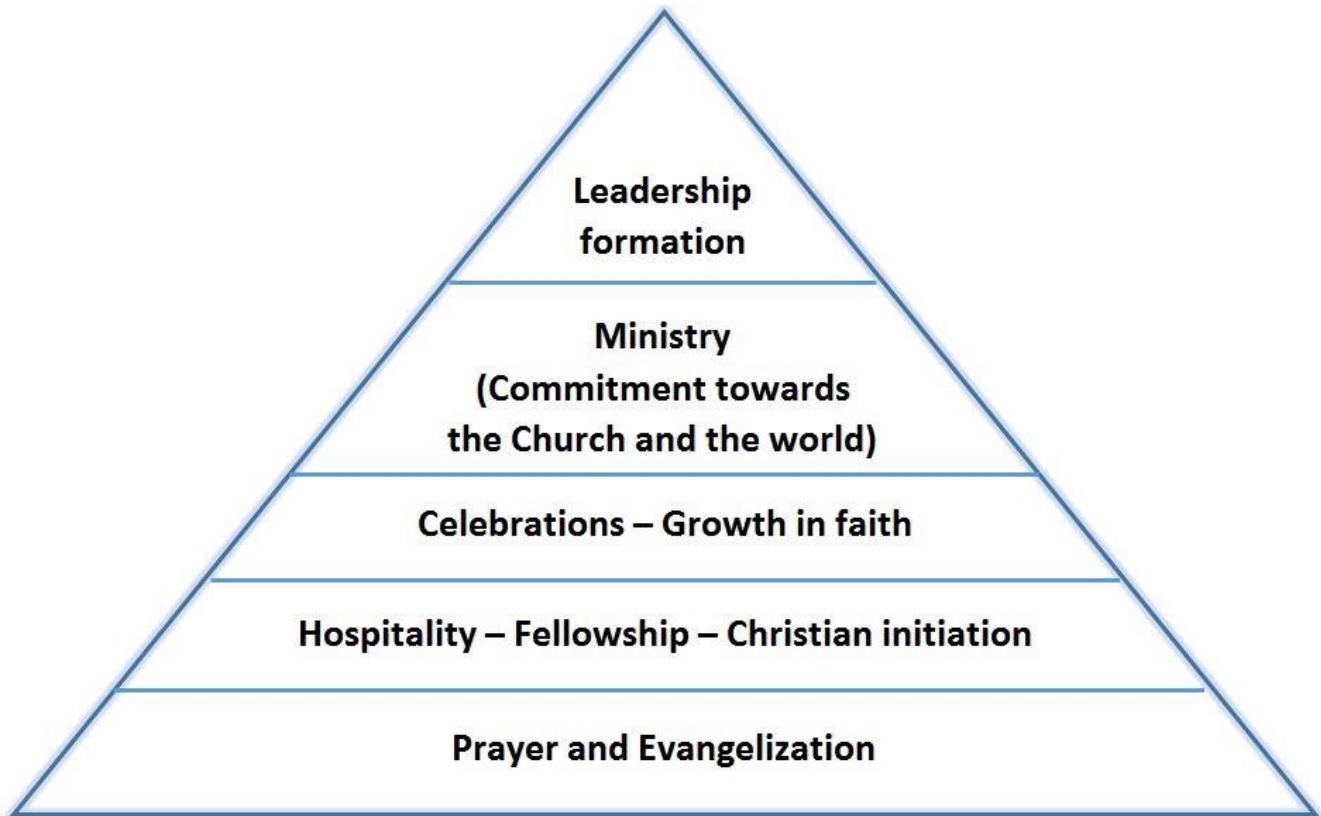 Leadership
formation
Ministry
(Commitment towards
the Church and the world)
Celebrations – Growth in faith
Hospitality – Fellowship – Christian initiation
Prayer and Evangelization